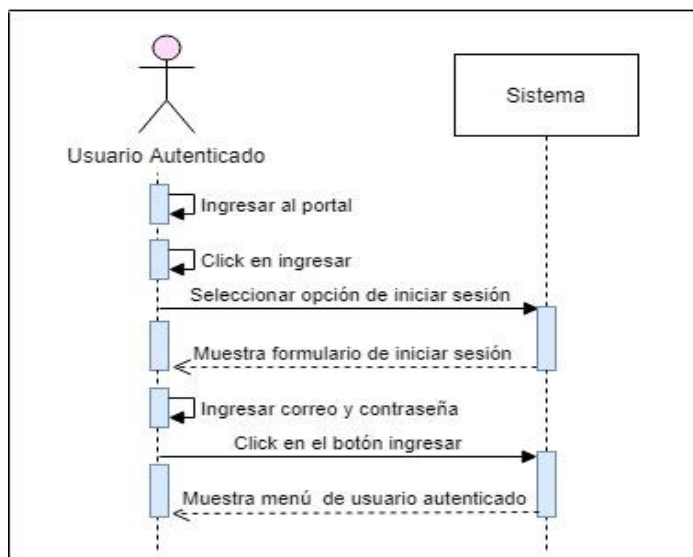 Sistema
Usuario Autenticado
Ingresar al portal
Click en ingresar
Seleccionar opción de iniciar sesión
Muestra formulario de iniciar sesión
Ingresar correo y contraseña
Click en el botón ingresar
Muestra menú de usuario autenticado